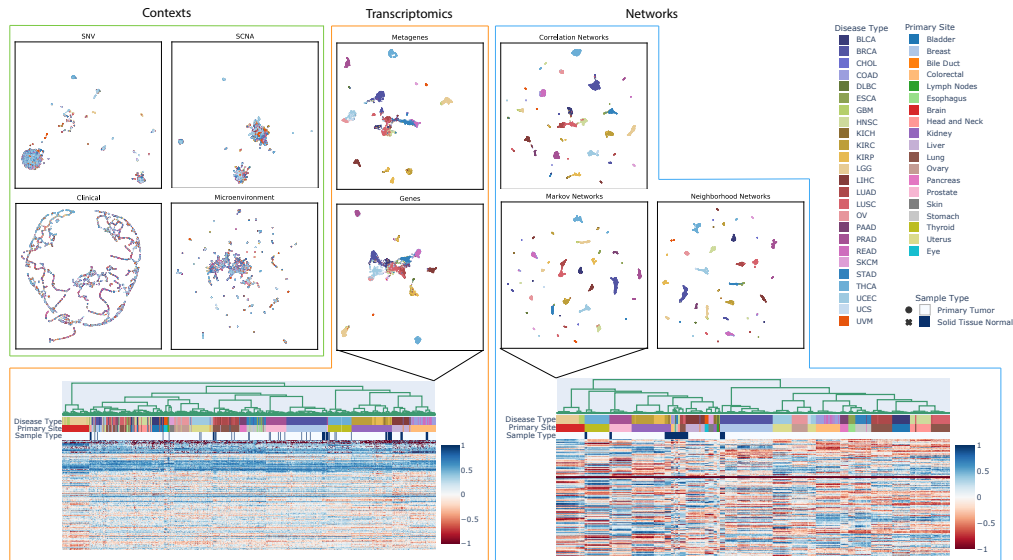 Contexts
Transcriptomics
Networks
SNV
SCNA
Metagenes
Correlation Networks
Clinical
Microenvironment
Genes
Markov Networks
Neighborhood Networks
Disease Type
BLCA
BRCA
CHOL
COAD
DLBC
ESCA
GBM
HNSC
KICH
KIRC
KIRP
LGG
LIHC
LUAD
LUSC
OV
PAAD
PRAD
READ
SKCM
STAD
THCA
UCEC
UCS
UVM
Primary Site
Bladder
Breast
Bile Duct
Colorectal
Lymph Nodes
Esophagus
Brain
Head and Neck
Kidney
Liver
Lung
Ovary
Pancreas
Prostate
Skin
Stomach
Thyroid
Uterus
Eye
Sample Type
Primary Tumor
Solid Tissue Normal
Disease Type
Primary Site
Sample Type
1
0.5
0
−0.5
−1
Disease Type
Primary Site
Sample Type
1
0.5
0
−0.5
−1